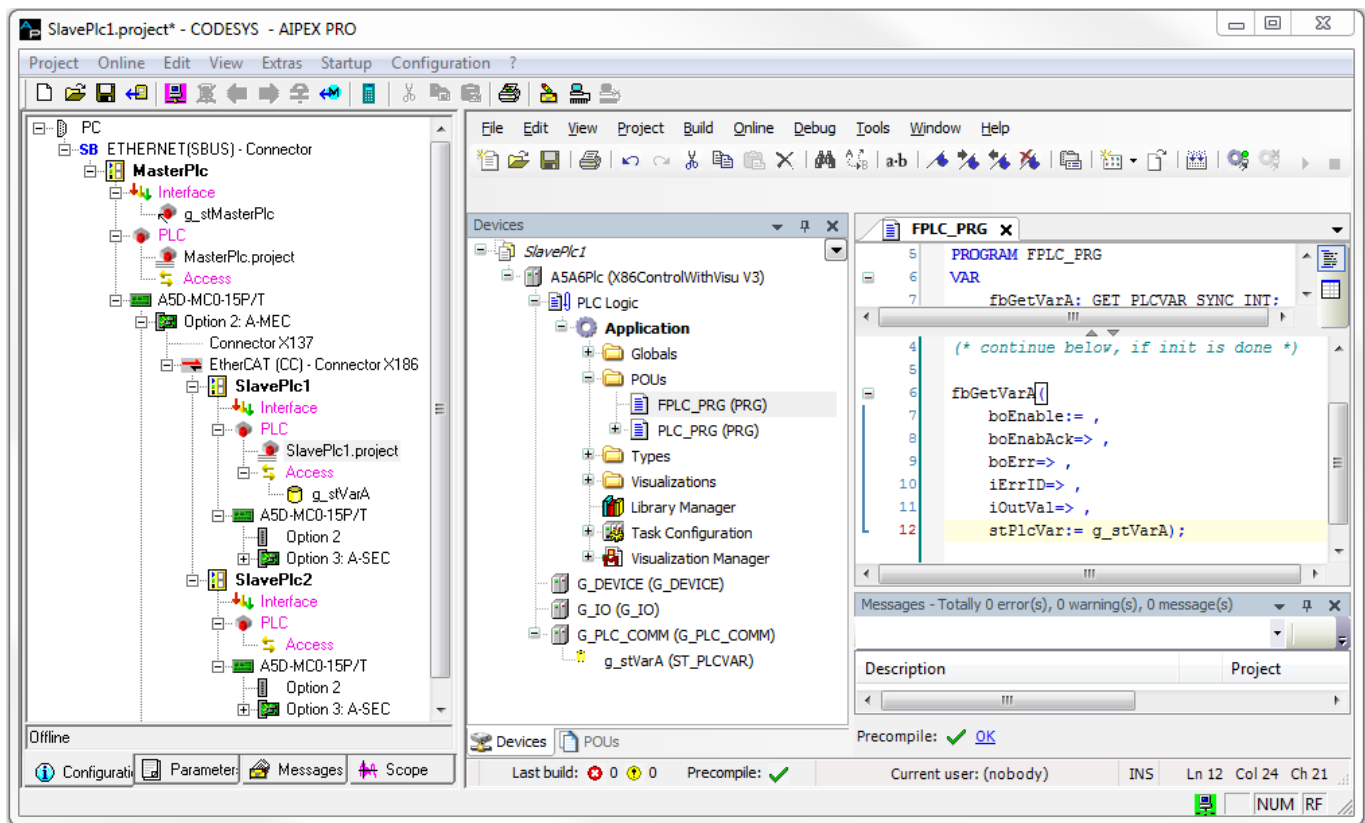 SlavePlc1.project* - CODESYS - AIPEX PRO
Project Online Edit View Extras Startup Configuration ?
PC
SB ETHERNET(SBUS) - Connector
MasterPlc
Interface
g_stMasterPlc
PLC
MasterPlc.project
Access
A5D-MC0-15P/T
Option 2: A-MEC
Connector X137
EtherCAT (CC) - Connector X186
SlavePlc1
Interface
PLC
SlavePlc1.project
Access
g_stVarA
A5D-MC0-15P/T
Option 2
Option 3: A-SEC
SlavePlc2
Interface
PLC
Access
A5D-MC0-15P/T
Option 2
Option 3: A-SEC
Offline
Configurati Parameter Messages Scope
File Edit View Project Build Online Debug Tools Window Help
Devices
SlavePlc1
A5A6Plc (X86ControlWithVisu V3)
PLC Logic
Application
Globals
POUs
FPLC_PRG (PRG)
PLC_PRG (PRG)
Types
Visualizations
Library Manager
Task Configuration
Visualization Manager
G_DEVICE (G_DEVICE)
G_IO (G_IO)
G_PLC_COMM (G_PLC_COMM)
g_stVarA (ST_PLCVAR)
Devices POUs
FPLC_PRG X
5 PROGRAM FPLC_PRG
6 VAR
7 fbGetVarA: GET_PLCVAR_SYNC_INT;
4 (* continue below, if init is done *)
5
6 fbGetVarA(
7 boEnable:= ,
8 boEnabAck=> ,
9 boErr=> ,
10 iErrID=> ,
11 iOutVal=> ,
12 stPlcVar:= g_stVarA);
Messages - Totally 0 error(s), 0 warning(s), 0 message(s)
Description Project
Precompile: OK
Last build: 0 0 Precompile: Current user: (nobody) INS Ln 12 Col 24 Ch 21
NUM RF